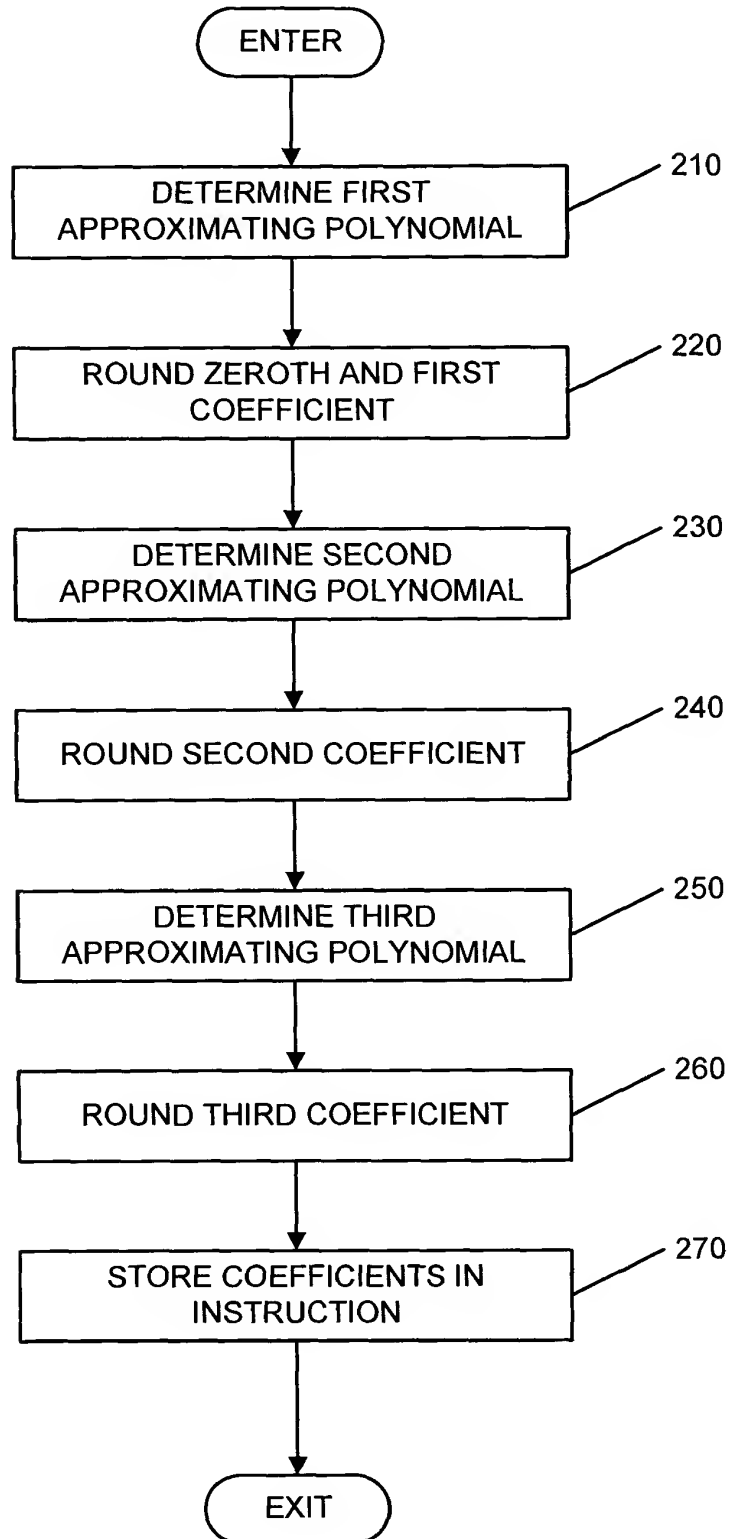 ENTER
210
DETERMINE FIRST
APPROXIMATING POLYNOMIAL
220
ROUND ZEROTH AND FIRST
COEFFICIENT
230
DETERMINE SECOND
APPROXIMATING POLYNOMIAL
240
ROUND SECOND COEFFICIENT
250
DETERMINE THIRD
APPROXIMATING POLYNOMIAL
260
ROUND THIRD COEFFICIENT
270
STORE COEFFICIENTS IN
INSTRUCTION
EXIT